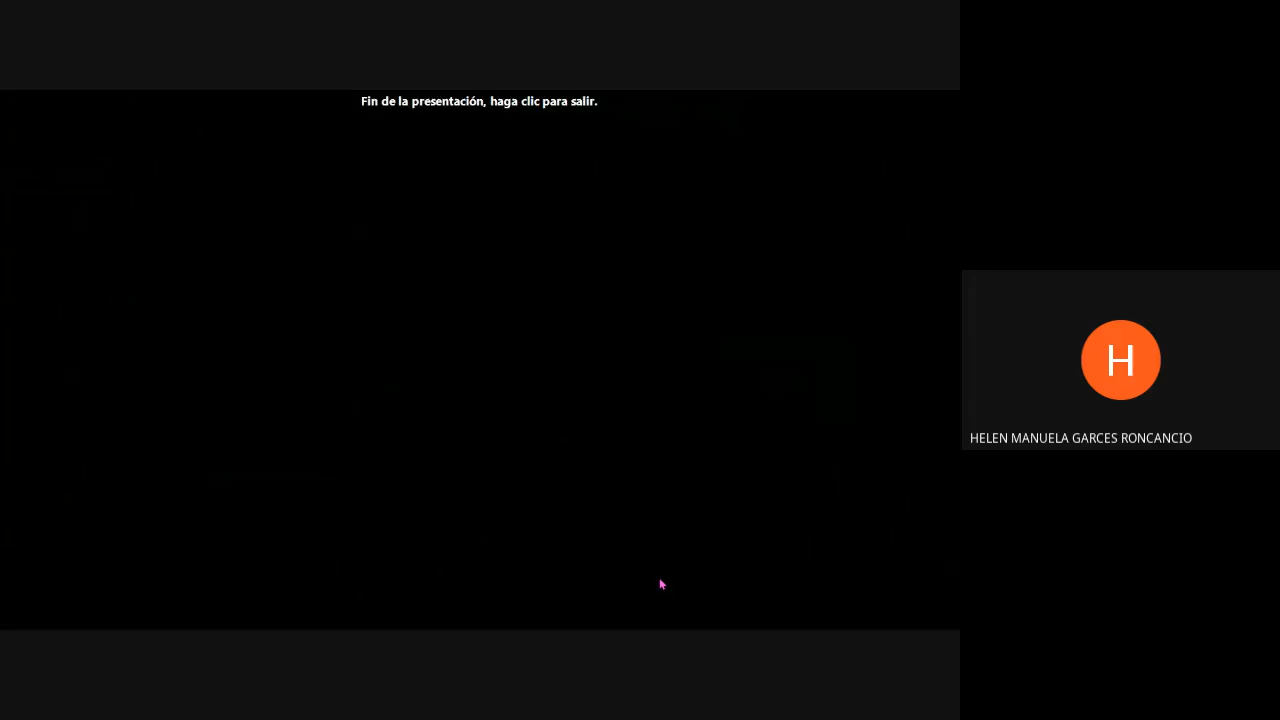 Fin de la presentación, haga clic para salir.
H
HELEN MANUELA GARCES RONCANCIO